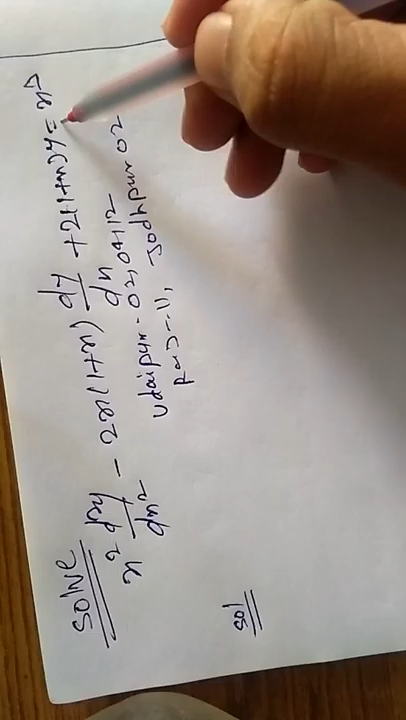 Solve
x² d²y/dx² - 2x(1+x) dy/dx + 2(1+x)y = x³
Udaipur - 02, 04, 12
Raj - 11, Jodhpur 02
Sol